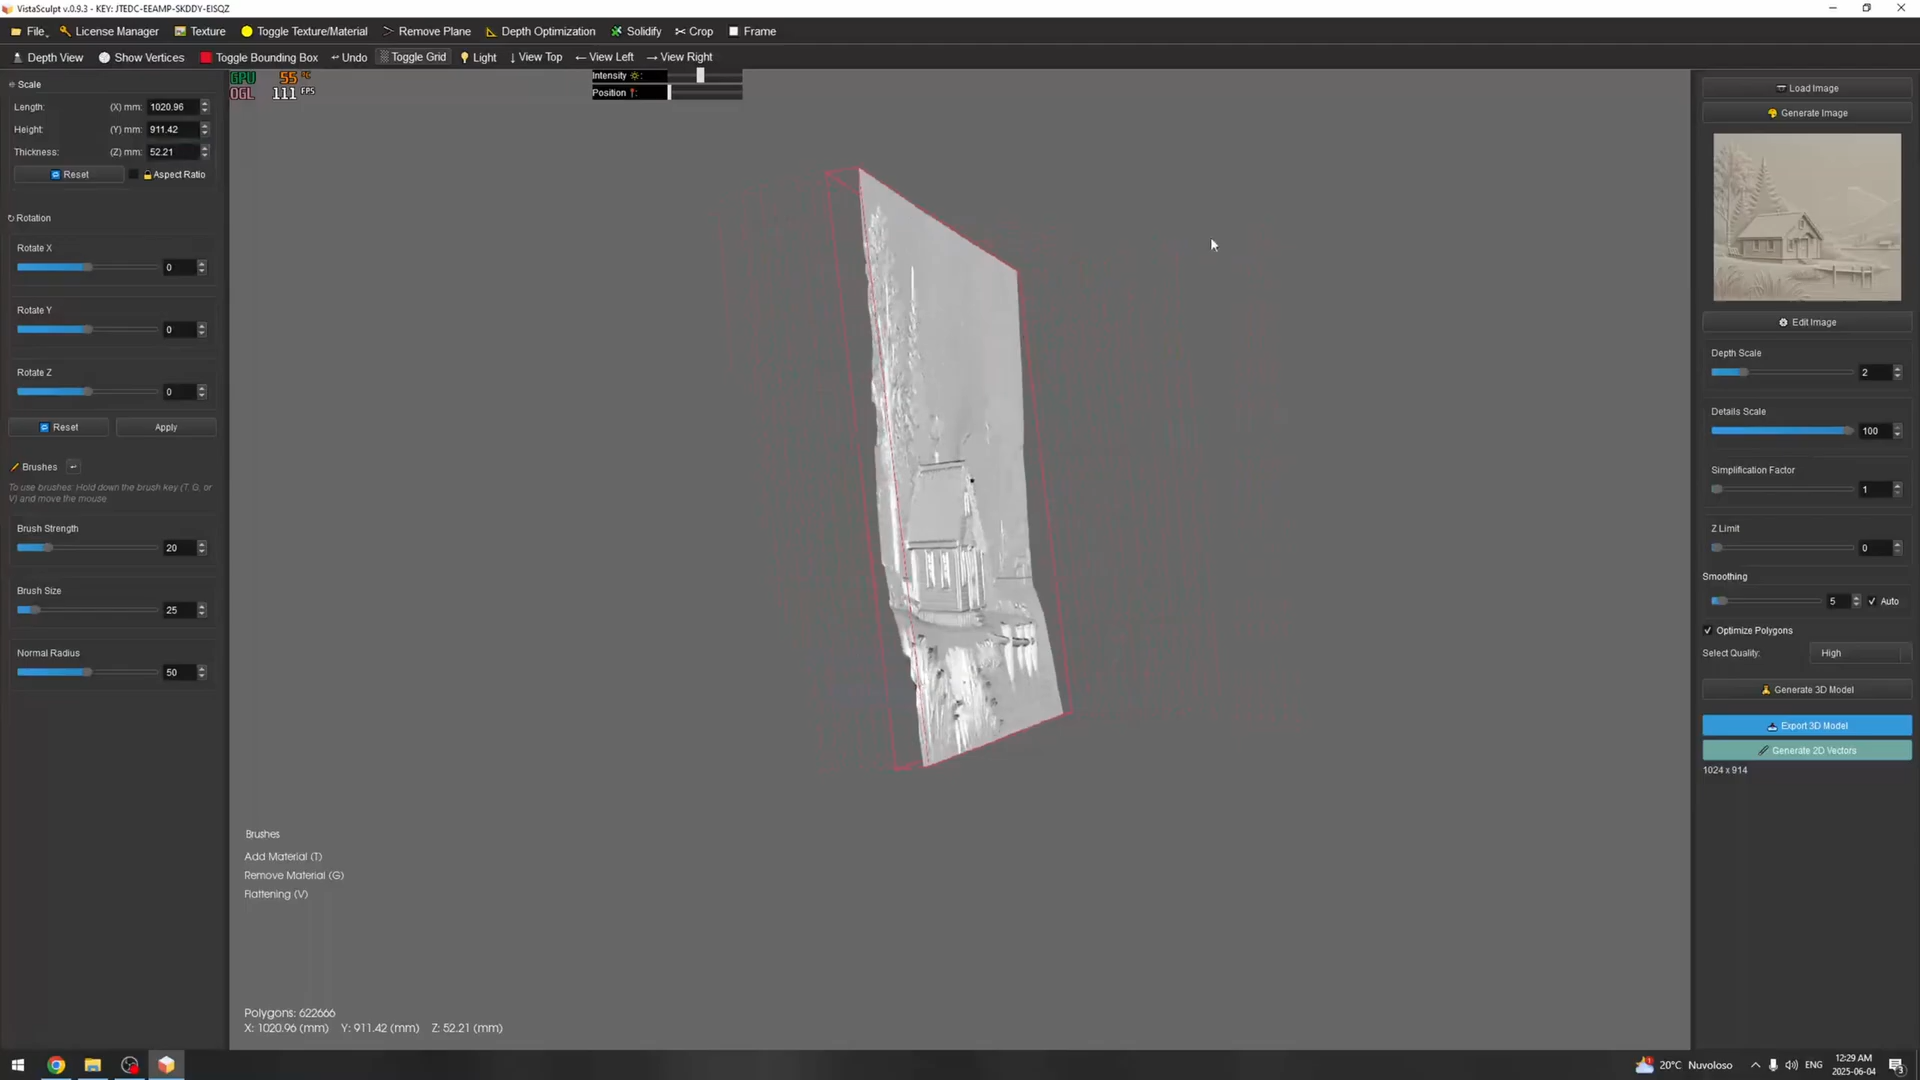 VistaSculpt v.0.9.3 - KEY: JTEDC-EEAMP-SKDDY-EISQZ
File License Manager Texture Toggle Texture/Material Remove Plane Depth Optimization Solidify Crop Frame
Depth View Show Vertices Toggle Bounding Box Undo Toggle Grid Light View Top View Left View Right
Scale
Length: (X) mm: 1020.96
Height: (Y) mm: 911.42
Thickness: (Z) mm: 52.21
Reset Aspect Ratio
Rotation
Rotate X
0
Rotate Y
0
Rotate Z
0
Reset Apply
Brushes
To use brushes: Hold down the brush key (T, G, or
V) and move the mouse.
Brush Strength
20
Brush Size
25
Normal Radius
50
GPU 55 °C
OGL 111 FPS
Intensity :
Position :
Brushes
Add Material (T)
Remove Material (G)
Flattening (V)
Polygons: 622666
X: 1020.96 (mm) Y: 911.42 (mm) Z: 52.21 (mm)
Load Image
Generate Image
Edit Image
Depth Scale
2
Details Scale
100
Simplification Factor
1
Z Limit
0
Smoothing
5 Auto
Optimize Polygons
Select Quality: High
Generate 3D Model
Export 3D Model
Generate 2D Vectors
1024 x 914
20°C Nuvoloso ENG 12:29 AM
2025-06-04 3